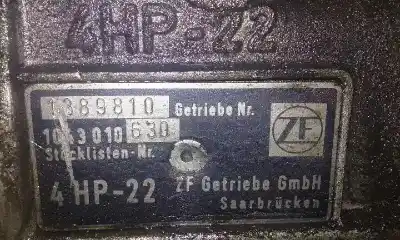 4HP-22
1389810 Getriebe Nr.
1043 010 630
Stücklisten-Nr.
ZF
4 HP-22 ZF Getriebe GmbH
Saarbrücken